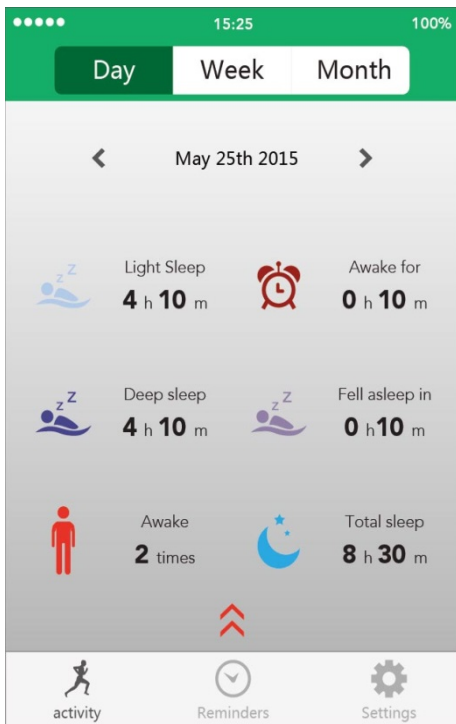 15:25 100%
Day Week Month
May 25th 2015
Light Sleep Awake for
4 h 10 m 0 h 10 m
Deep sleep Fell asleep in
4 h 10 m 0 h10 m
Awake Total sleep
2 times 8 h 30 m
activity Reminders Settings